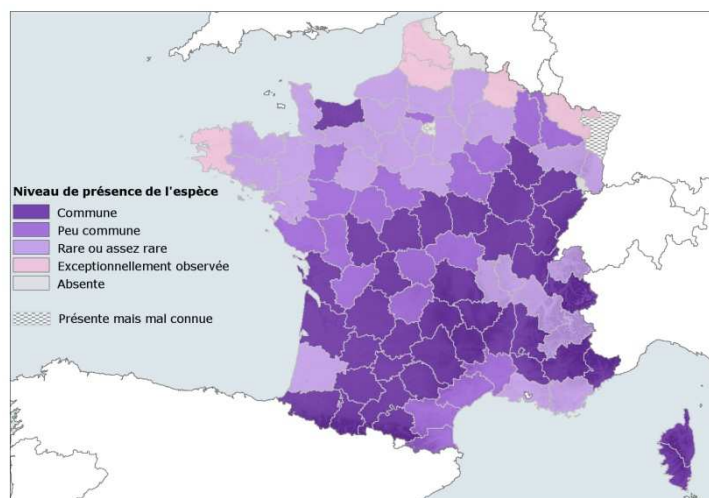 Niveau de présence de l'espèce
Commune
Peu commune
Rare ou assez rare
Exceptionnellement observée
Absente
Présente mais mal connue